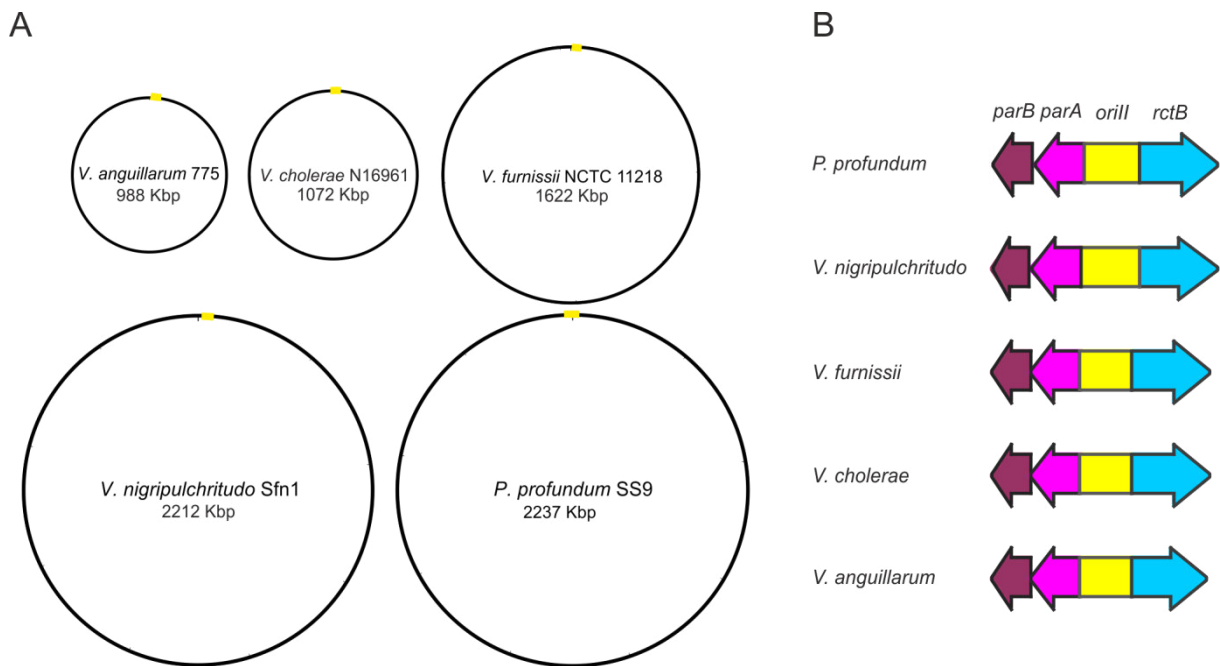 A
V. anguillarum 775
988 Kbp
V. cholerae N16961
1072 Kbp
V. furnissii NCTC 11218
1622 Kbp
V. nigripulchritudo Sfn1
2212 Kbp
P. profundum SS9
2237 Kbp
B
parB parA oriII rctB
P. profundum
V. nigripulchritudo
V. furnissii
V. cholerae
V. anguillarum